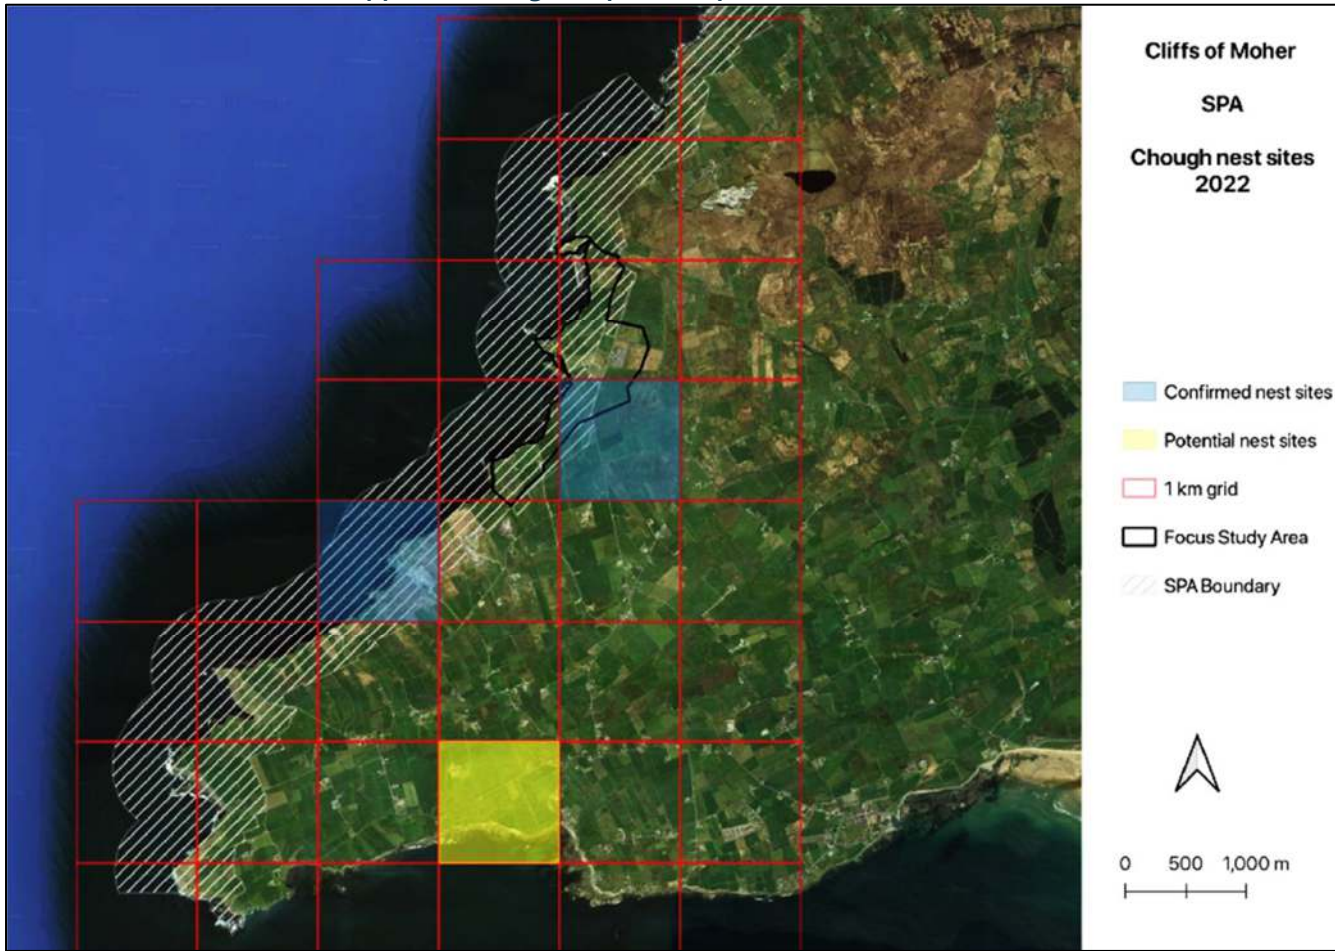 Cliffs of Moher
SPA
Chough nest sites
2022
Confirmed nest sites
Potential nest sites
1 km grid
Focus Study Area
SPA Boundary
0 500 1,000 m